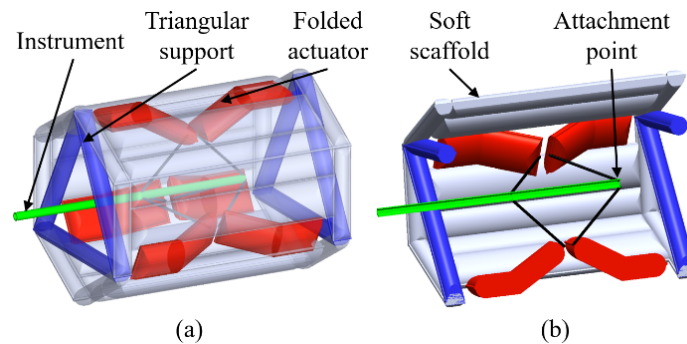 Instrument
Triangular
support
Folded
actuator
Soft
scaffold
Attachment
point
(a)
(b)